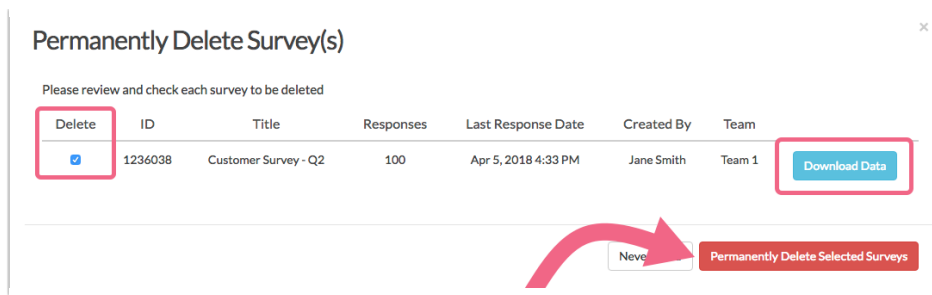 ×
Permanently Delete Survey(s)
Please review and check each survey to be deleted
Delete ID Title Responses Last Response Date Created By Team
1236038 Customer Survey - Q2 100 Apr 5, 2018 4:33 PM Jane Smith Team 1 Download Data
Permanently Delete Selected Surveys